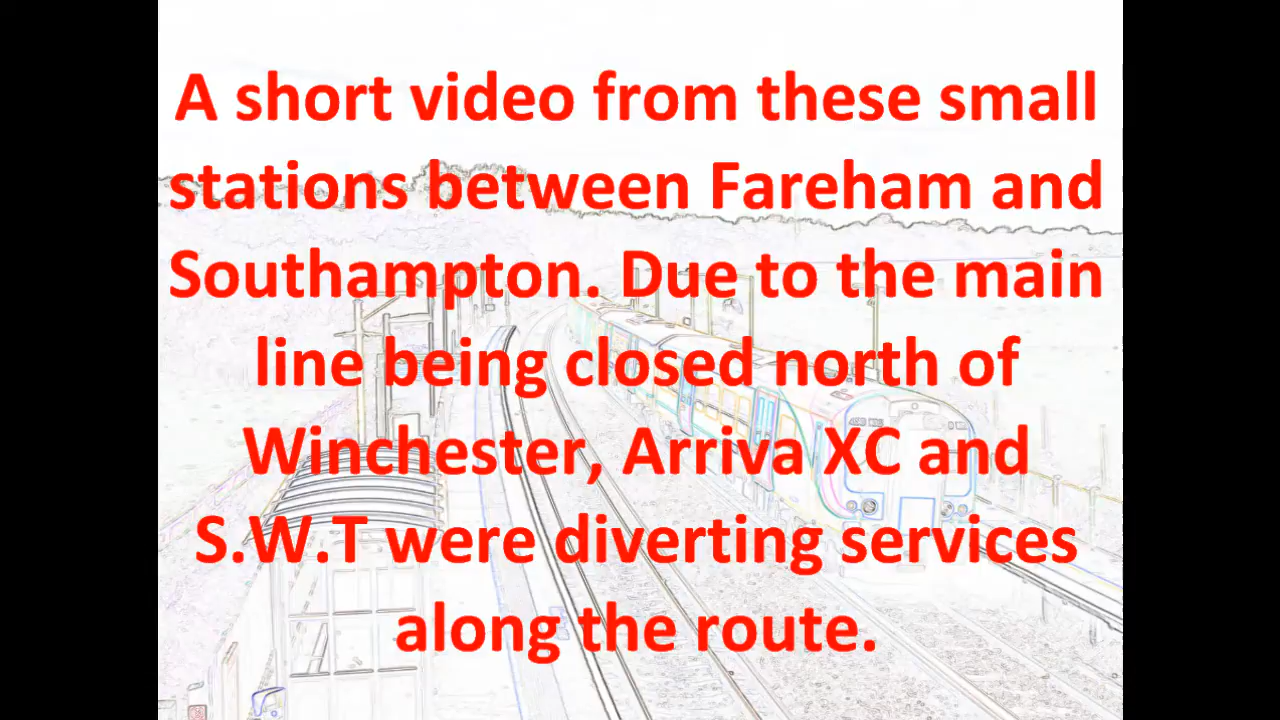 A short video from these small
stations between Fareham and
Southampton. Due to the main
line being closed north of
Winchester, Arriva XC and
S.W.T were diverting services
along the route.